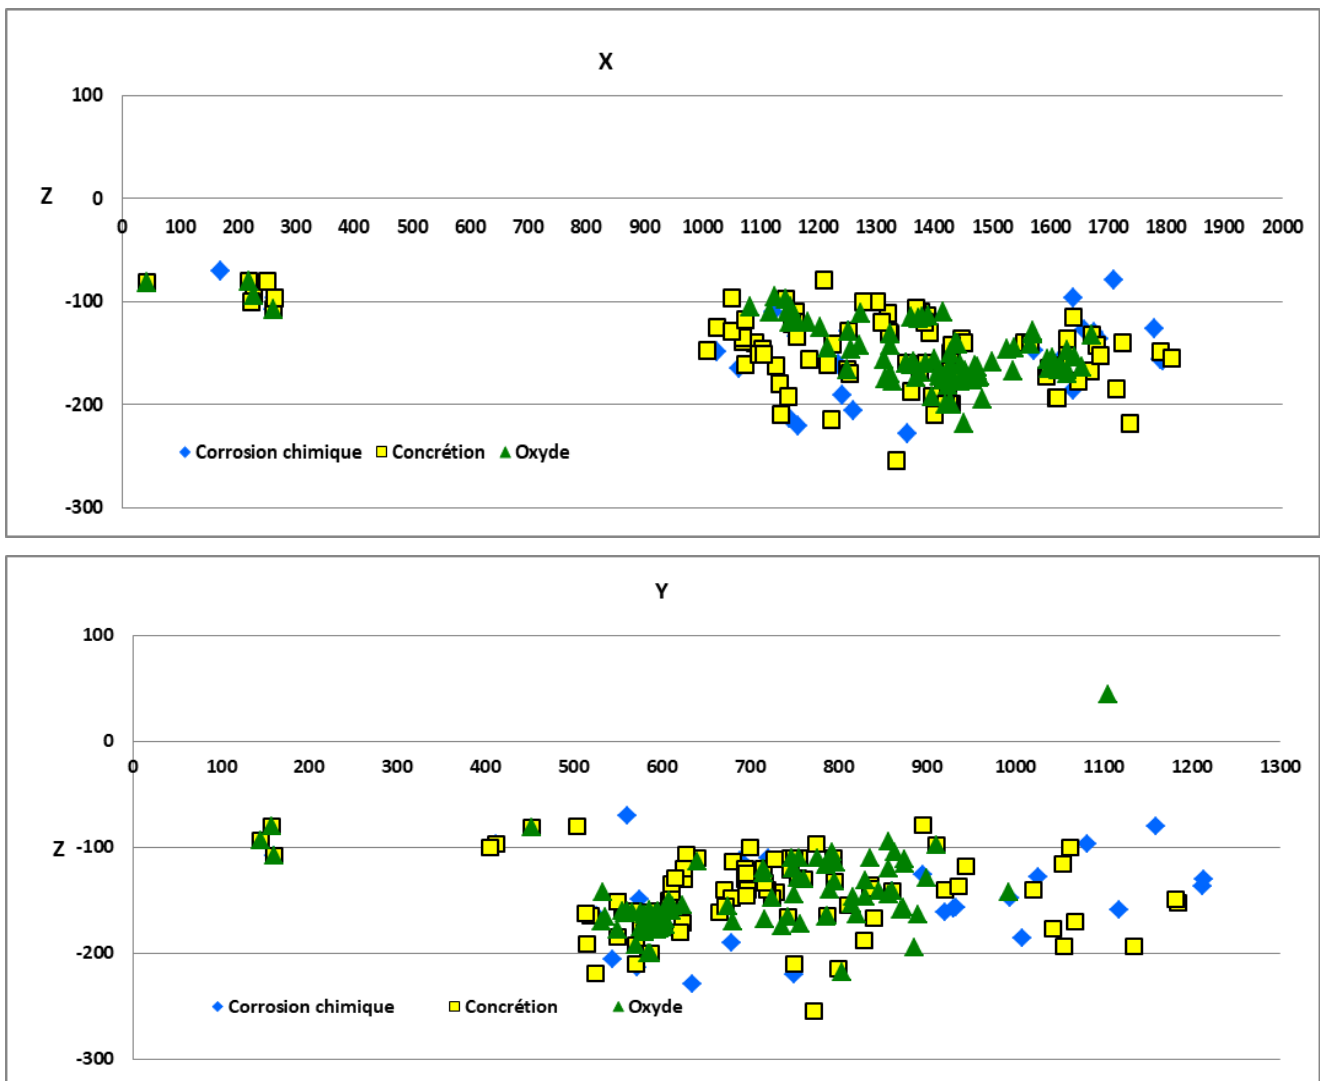 X
100
Z
0
0 100 200 300 400 500 600 700 800 900 1000 1100 1200 1300 1400 1500 1600 1700 1800 1900 2000
-100
-200
Corrosion chimique Concrétion Oxyde
-300
Y
100
0
0 100 200 300 400 500 600 700 800 900 1000 1100 1200 1300
Z -100
-200
Corrosion chimique Concrétion Oxyde
-300